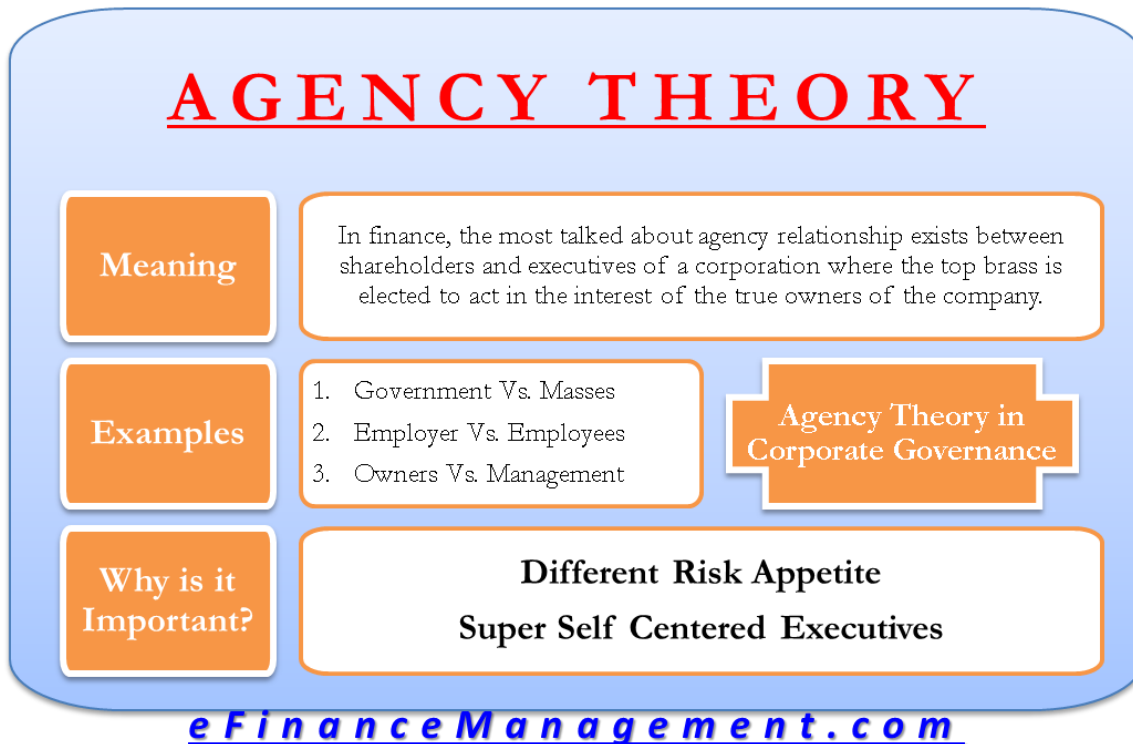 AGENCY THEORY
Meaning
In finance, the most talked about agency relationship exists between
shareholders and executives of a corporation where the top brass is
elected to act in the interest of the true owners of the company.
Examples
1. Government Vs. Masses
2. Employer Vs. Employees
3. Owners Vs. Management
Agency Theory in
Corporate Governance
Why is it
Important?
Different Risk Appetite
Super Self Centered Executives
eFinanceManagement.com